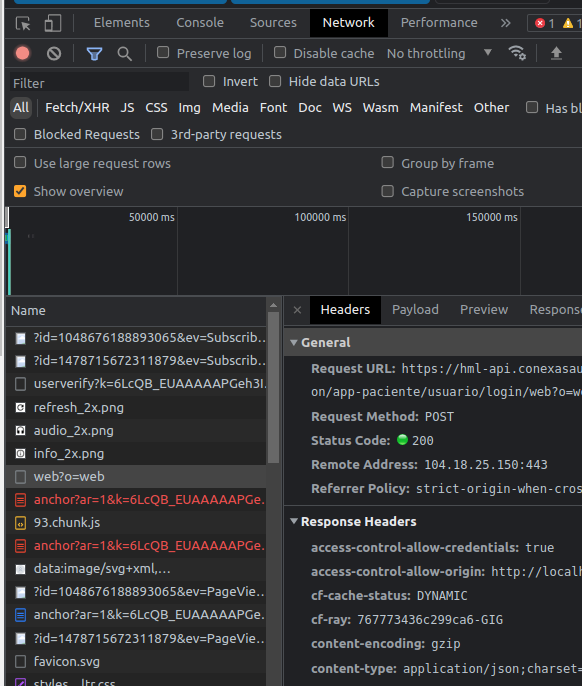 Elements Console Sources Network Performance » 1 1
Preserve log Disable cache No throttling
Filter Invert Hide data URLs
All Fetch/XHR JS CSS Img Media Font Doc WS Wasm Manifest Other Has bl
Blocked Requests 3rd-party requests
Use large request rows Group by frame
Show overview Capture screenshots
50000 ms 100000 ms 150000 ms
Name
?id=1048676188893065&ev=Subscrib…
?id=1478715672311879&ev=Subscrib…
userverify?k=6LcQB_EUAAAAAPGeh3I…
refresh_2x.png
audio_2x.png
info_2x.png
web?o=web
anchor?ar=1&k=6LcQB_EUAAAAAPGe…
93.chunk.js
anchor?ar=1&k=6LcQB_EUAAAAAPGe…
data:image/svg+xml,…
?id=1048676188893065&ev=PageVie…
anchor?ar=1&k=6LcQB_EUAAAAAPGe…
?id=1478715672311879&ev=PageVie…
favicon.svg
styles…ltr.css
× Headers Payload Preview Respons
General
Request URL: https://hml-api.conexasau
on/app-paciente/usuario/login/web?o=w
Request Method: POST
Status Code: 200
Remote Address: 104.18.25.150:443
Referrer Policy: strict-origin-when-cros
Response Headers
access-control-allow-credentials: true
access-control-allow-origin: http://local
cf-cache-status: DYNAMIC
cf-ray: 767773436c299ca6-GIG
content-encoding: gzip
content-type: application/json;charset=